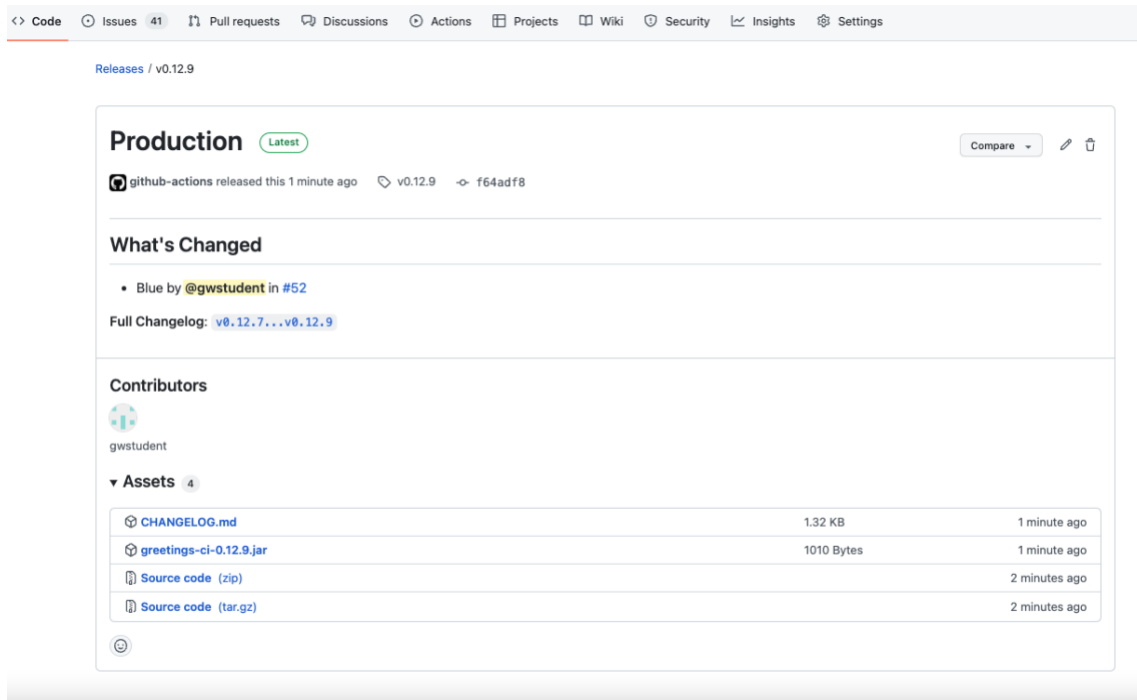 <> Code Issues 41 Pull requests Discussions Actions Projects Wiki Security Insights Settings
Releases / v0.12.9
Production Latest Compare
github-actions released this 1 minute ago v0.12.9 f64adf8
What's Changed
• Blue by @gwstudent in #52
Full Changelog: v0.12.7...v0.12.9
Contributors
gwstudent
Assets 4
CHANGELOG.md 1.32 KB 1 minute ago
greetings-ci-0.12.9.jar 1010 Bytes 1 minute ago
Source code (zip) 2 minutes ago
Source code (tar.gz) 2 minutes ago